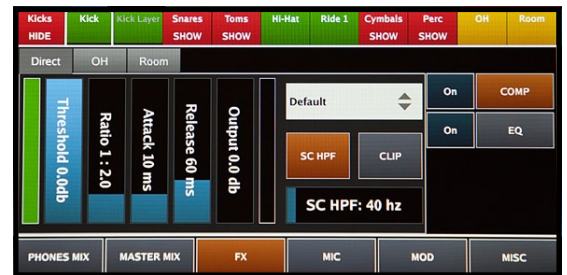 Kicks
HIDE
Kick
Kick Layer
Snares
SHOW
Toms
SHOW
Hi-Hat
Ride 1
Cymbals
SHOW
Perc
SHOW
OH
Room
Direct
OH
Room
Threshold 0.0db
Ratio 1 : 2.0
Attack 10 ms
Release 60 ms
Output 0.0 db
Default
SC HPF
CLIP
SC HPF: 40 hz
On
COMP
On
EQ
PHONES MIX
MASTER MIX
FX
MIC
MOD
MISC